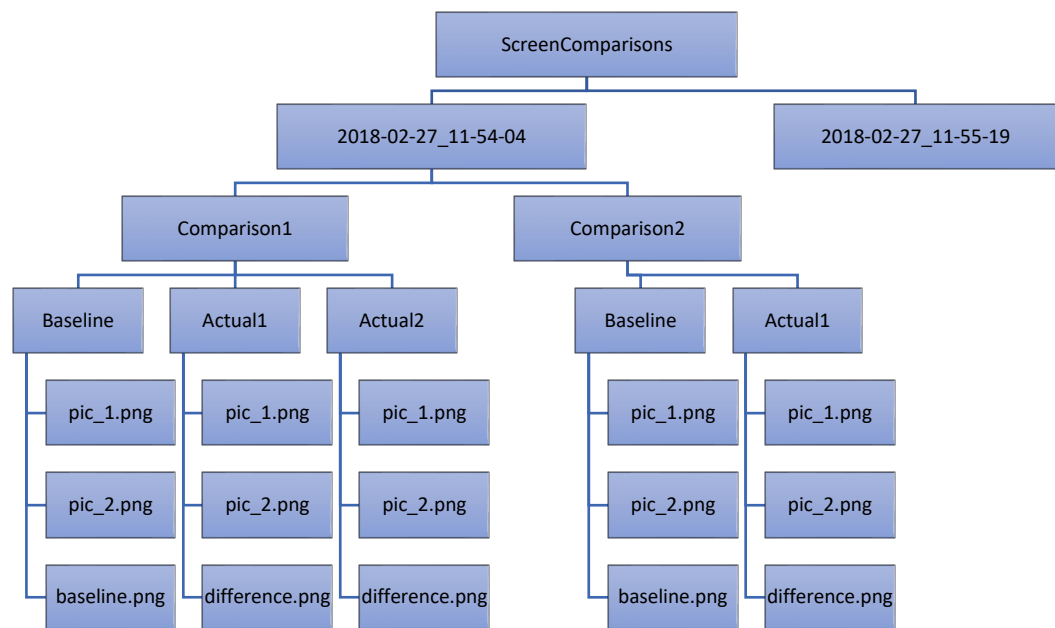 ScreenComparisons
2018-02-27_11-54-04
2018-02-27_11-55-19
Comparison1
Comparison2
Baseline
Actual1
Actual2
Baseline
Actual1
pic_1.png
pic_1.png
pic_1.png
pic_1.png
pic_1.png
pic_2.png
pic_2.png
pic_2.png
pic_2.png
pic_2.png
baseline.png
difference.png
difference.png
baseline.png
difference.png